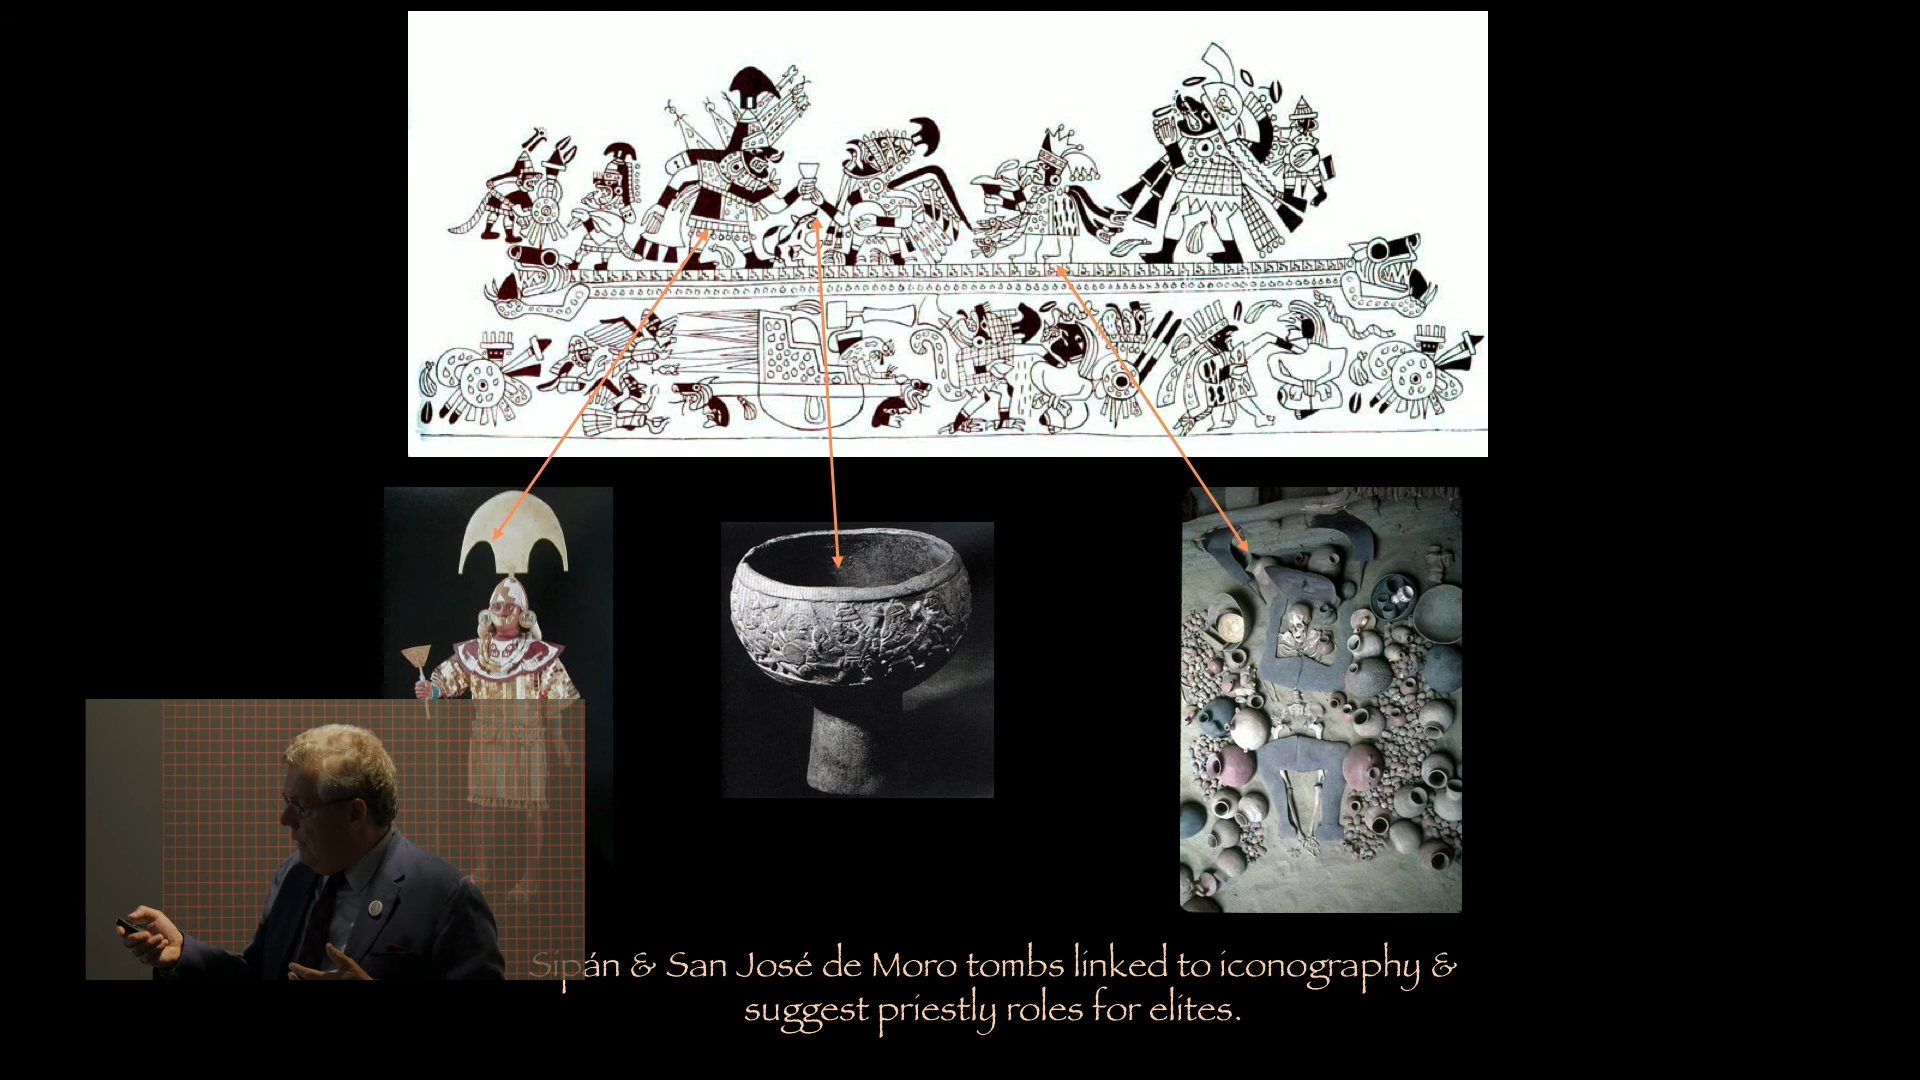 Sipán & San José de Moro tombs linked to iconography &
suggest priestly roles for elites.